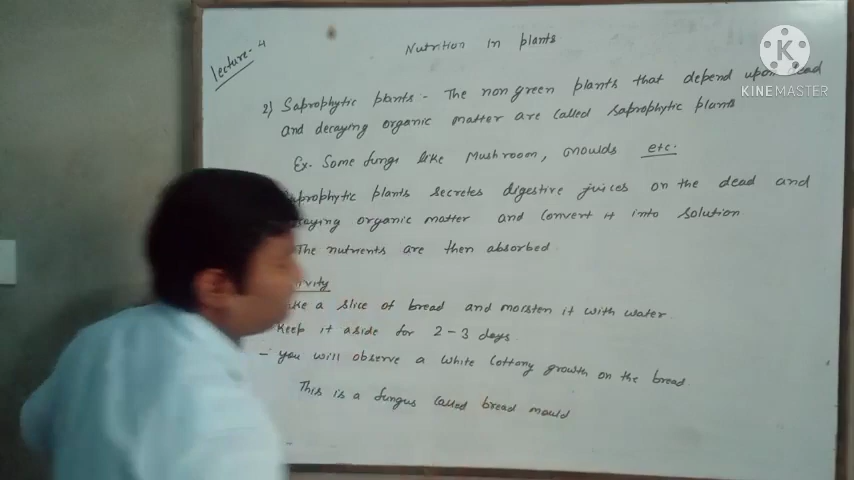 Lecture-4
Nutrition in plants
2) Saprophytic plants - The non green plants that depend upon dead
and decaying organic matter are called saprophytic plants
Ex- Some fungi like Mushroom, moulds etc.
saprophytic plants secretes digestive juices on the dead and
decaying organic matter and convert it into solution
The nutrients are then absorbed.
Activity
Take a slice of bread and moisten it with water.
Keep it aside for 2-3 days.
- you will observe a white cottony growth on the bread.
This is a fungus called bread mould
KINEMASTER